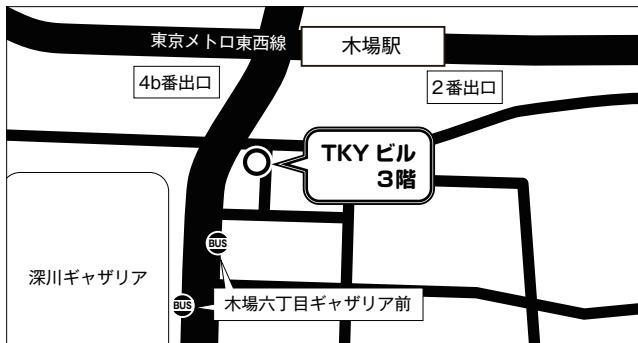 東京メトロ東西線
木場駅
4b番出口
2番出口
TKY ビル
3階
BUS
深川ギャザリア
BUS
木場六丁目ギャザリア前